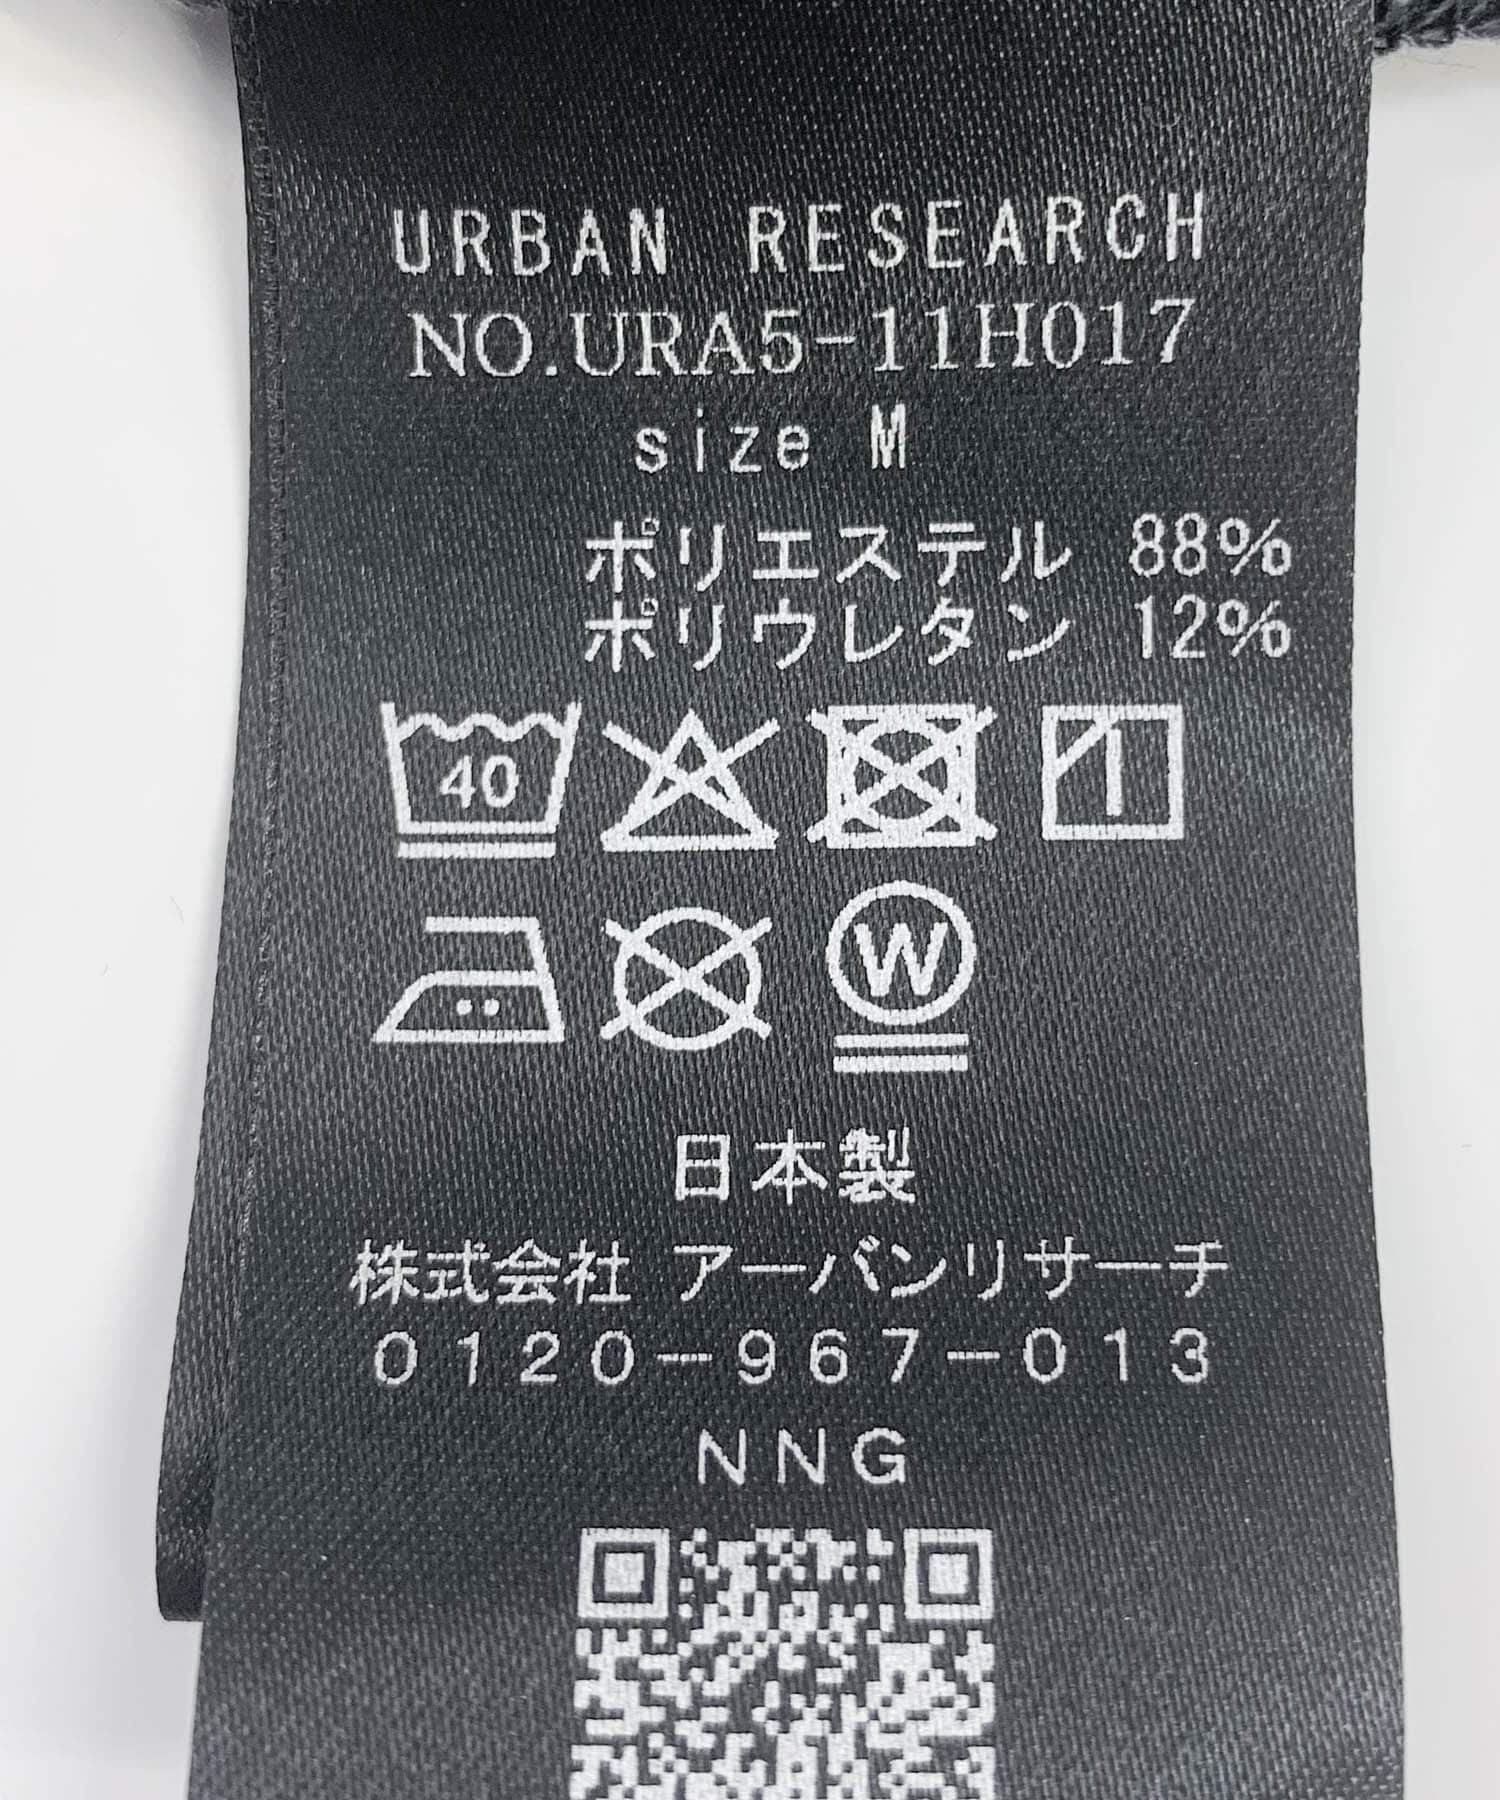 URBAN RESEARCH
NO.URA5-11H017
size M
ポリエステル 88%
ポリウレタン 12%
40
W
日本製
株式会社 アーバンリサーチ
0120-967-013
NNG